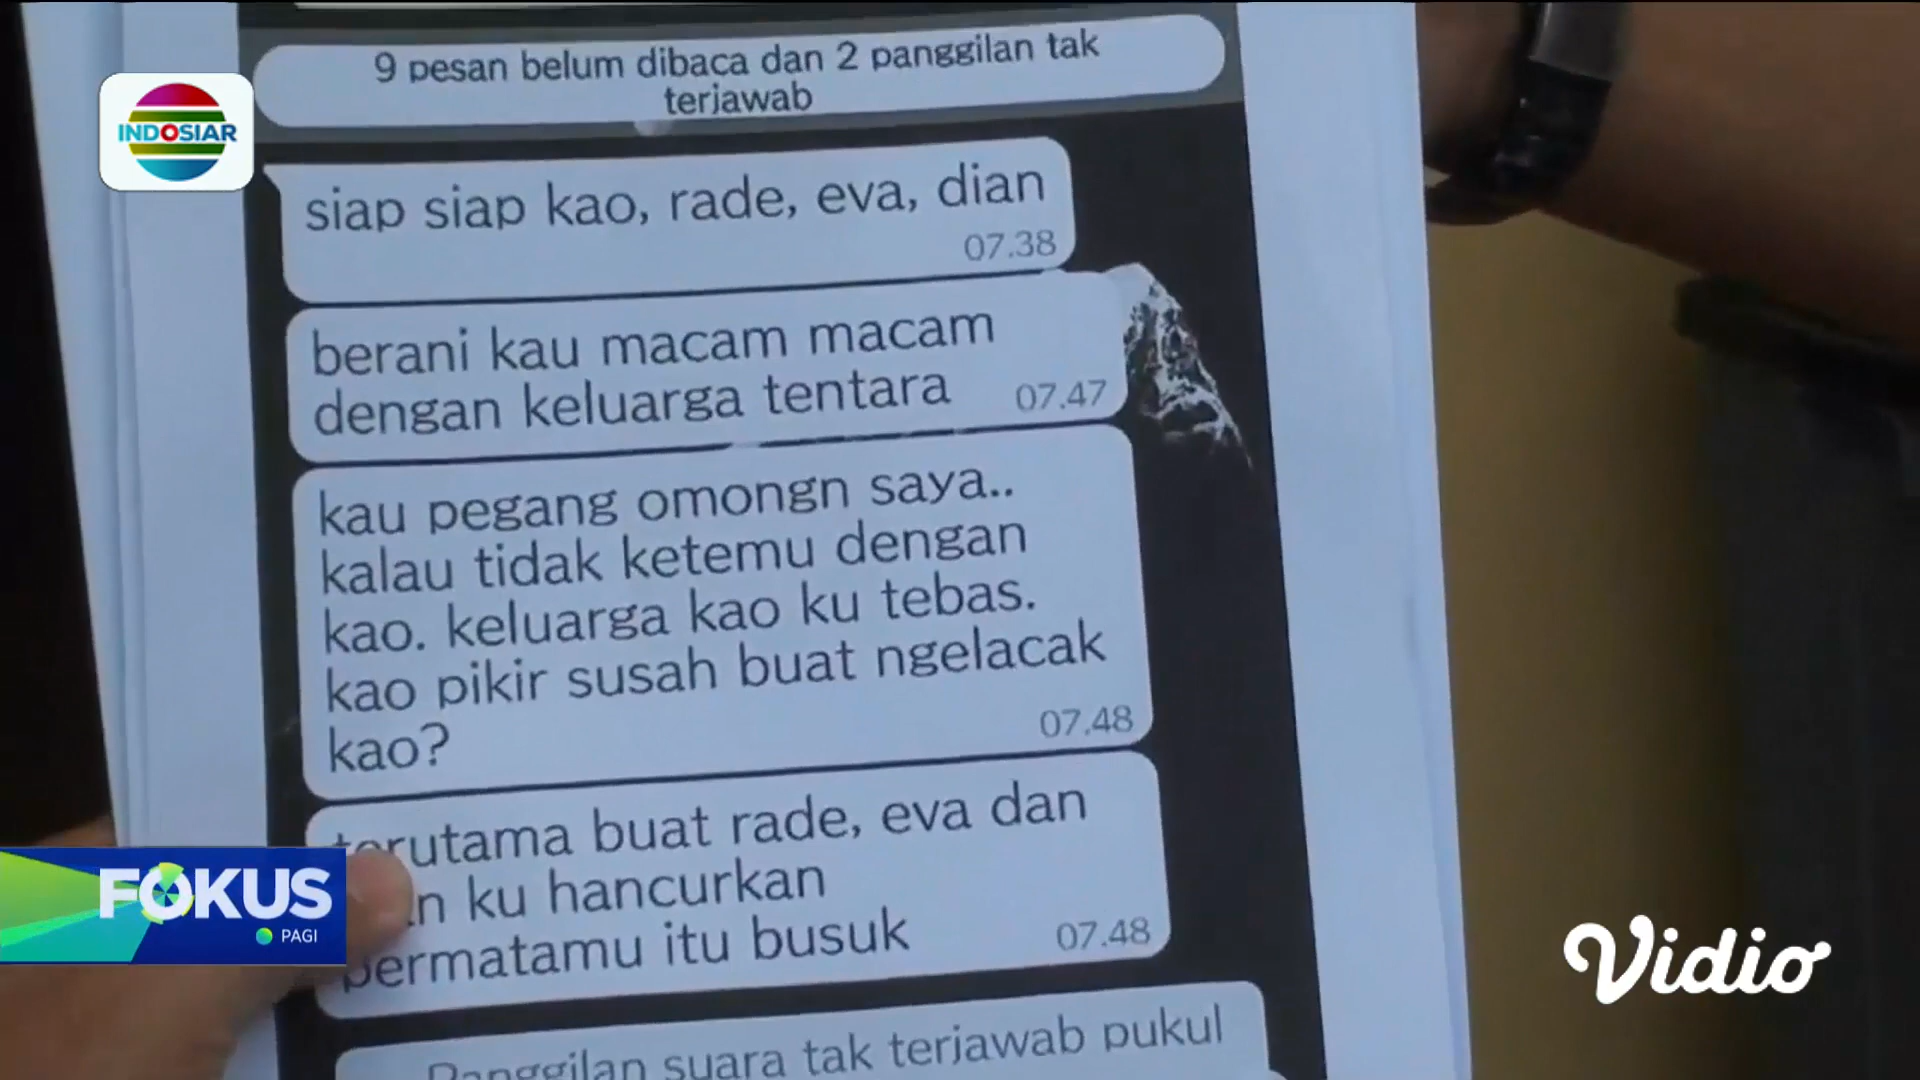 9 pesan belum dibaca dan 2 panggilan tak
terjawab
INDOSIAR
siap siap kao, rade, eva, dian
07.38
berani kau macam macam
dengan keluarga tentara 07.47
kau pegang omongn saya..
kalau tidak ketemu dengan
kao. keluarga kao ku tebas.
kao pikir susah buat ngelacak
kao? 07.48
terutama buat rade, eva dan
ku hancurkan
permatamu itu busuk 07.48
Panggilan suara tak terjawab pukul
FOKUS
PAGI
Vidio